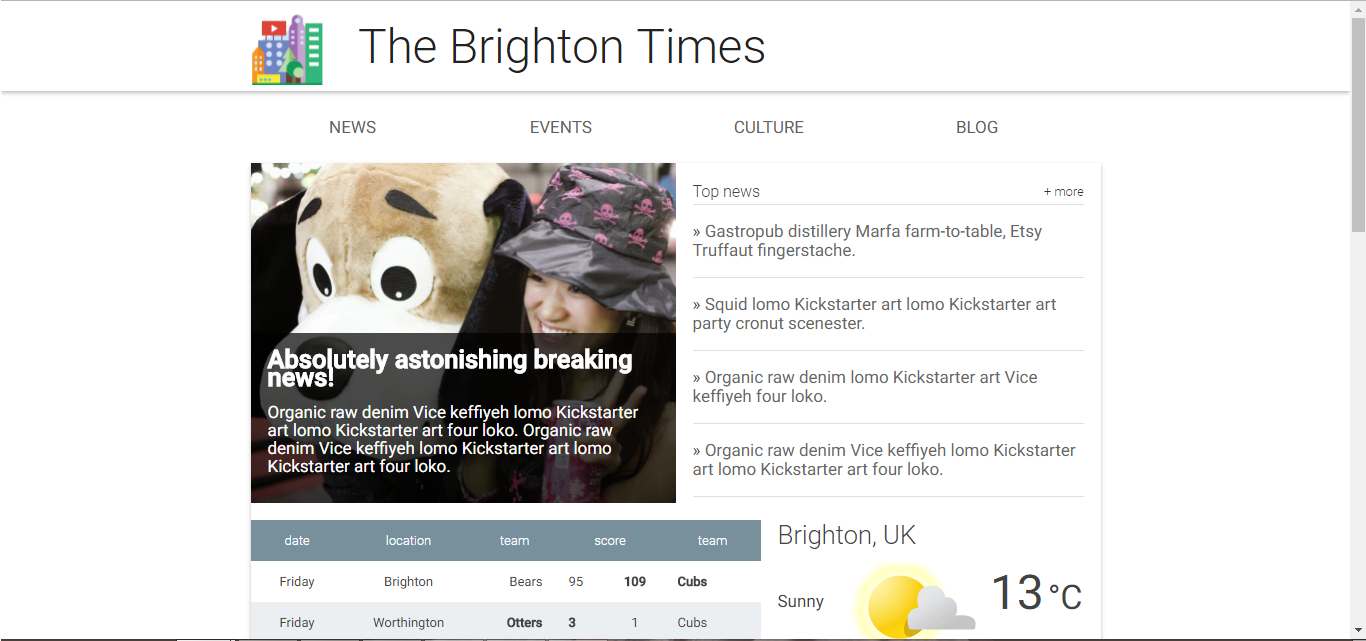 The Brighton Times
NEWS EVENTS CULTURE BLOG
Absolutely astonishing breaking
news!
Organic raw denim Vice keffiyeh lomo Kickstarter
art lomo Kickstarter art four loko. Organic raw
denim Vice keffiyeh lomo Kickstarter art lomo
Kickstarter art four loko.
Top news + more
» Gastropub distillery Marfa farm-to-table, Etsy
Truffaut fingerstache.
» Squid lomo Kickstarter art lomo Kickstarter art
party cronut scenester.
» Organic raw denim lomo Kickstarter art Vice
keffiyeh four loko.
» Organic raw denim Vice keffiyeh lomo Kickstarter
art lomo Kickstarter art four loko.
date location team score team
Friday Brighton Bears 95 109 Cubs
Friday Worthington Otters 3 1 Cubs
Brighton, UK
Sunny 13 °C